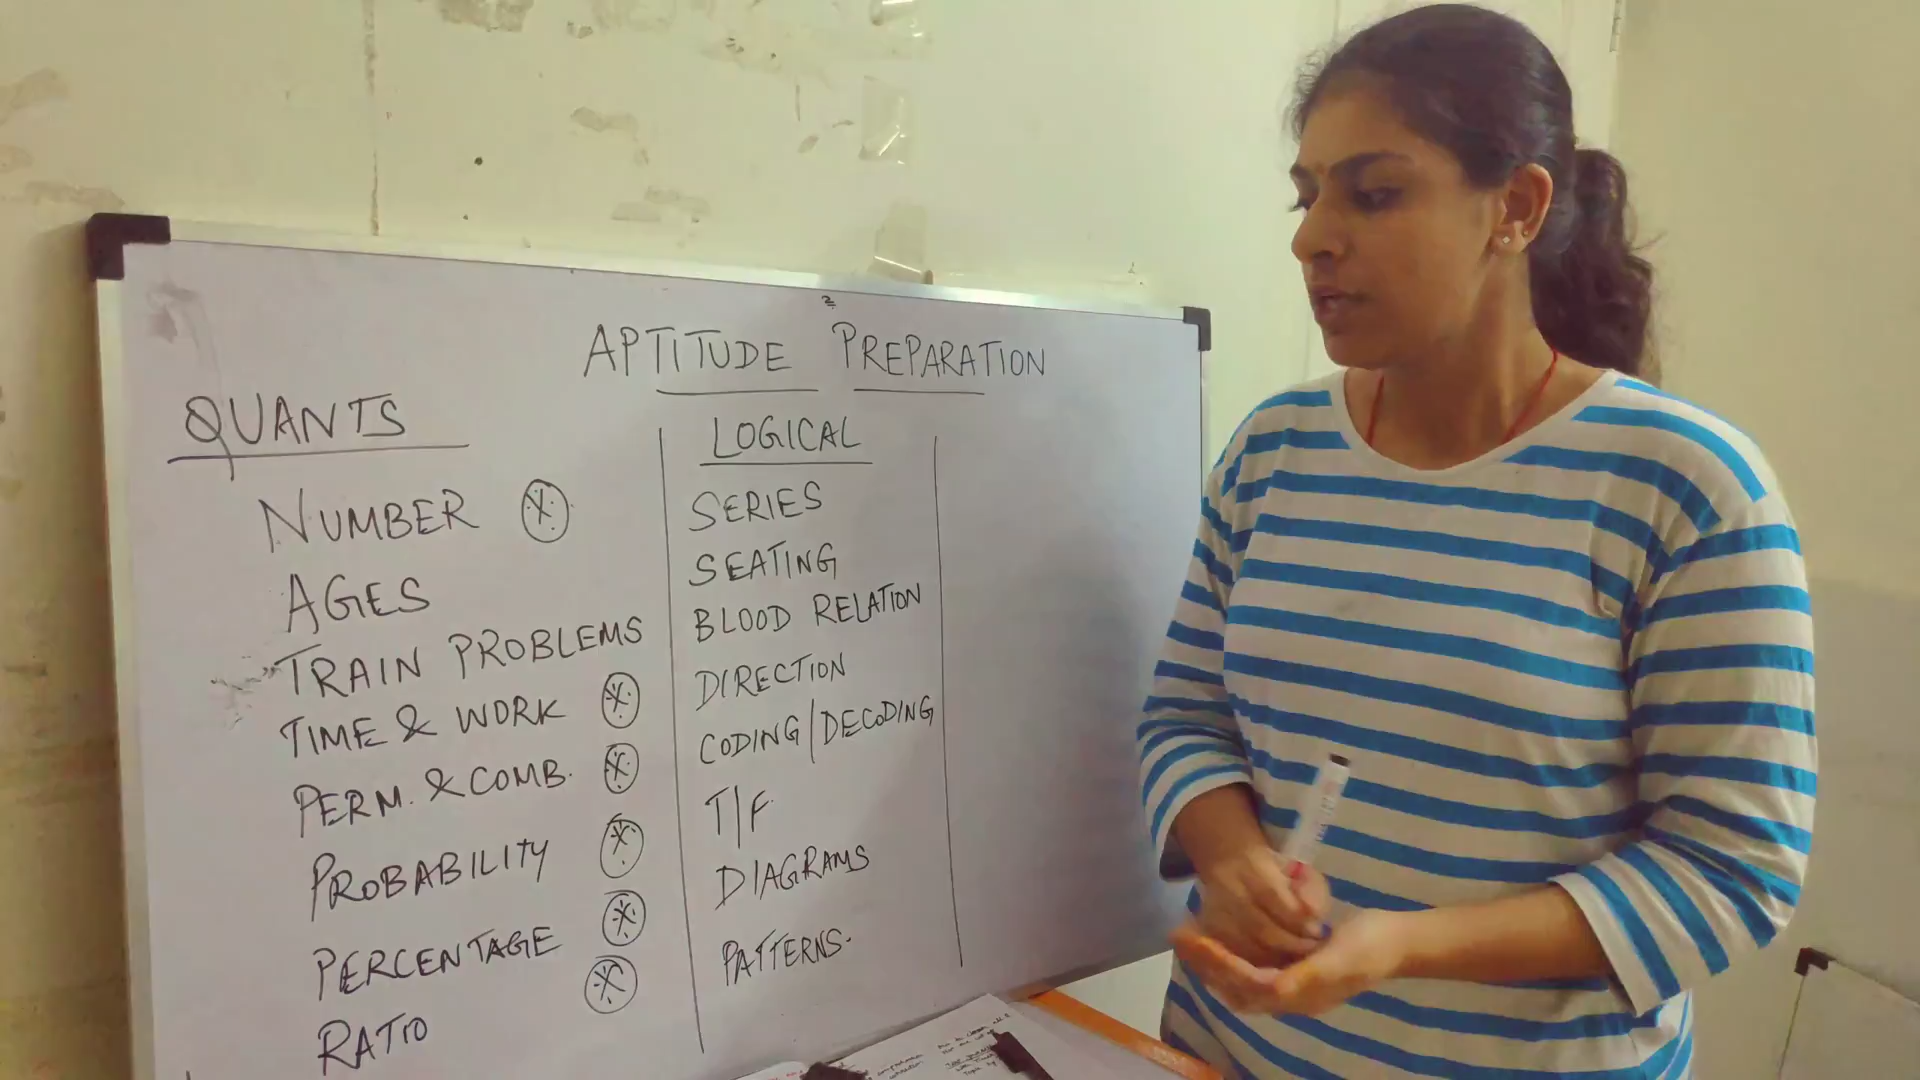 APTITUDE PREPARATION
QUANTS
NUMBER
AGES
TRAIN PROBLEMS
TIME & WORK
PERM. & COMB.
PROBABILITY
PERCENTAGE
RATIO
LOGICAL
SERIES
SEATING
BLOOD RELATION
DIRECTION
CODING/DECODING
T/F
DIAGRAMS
PATTERNS.